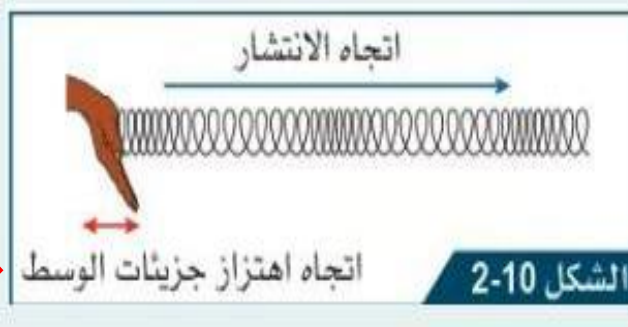 اتجاه الانتشار
اتجاه اهتزاز جزيئات الوسط
الشكل 10-2